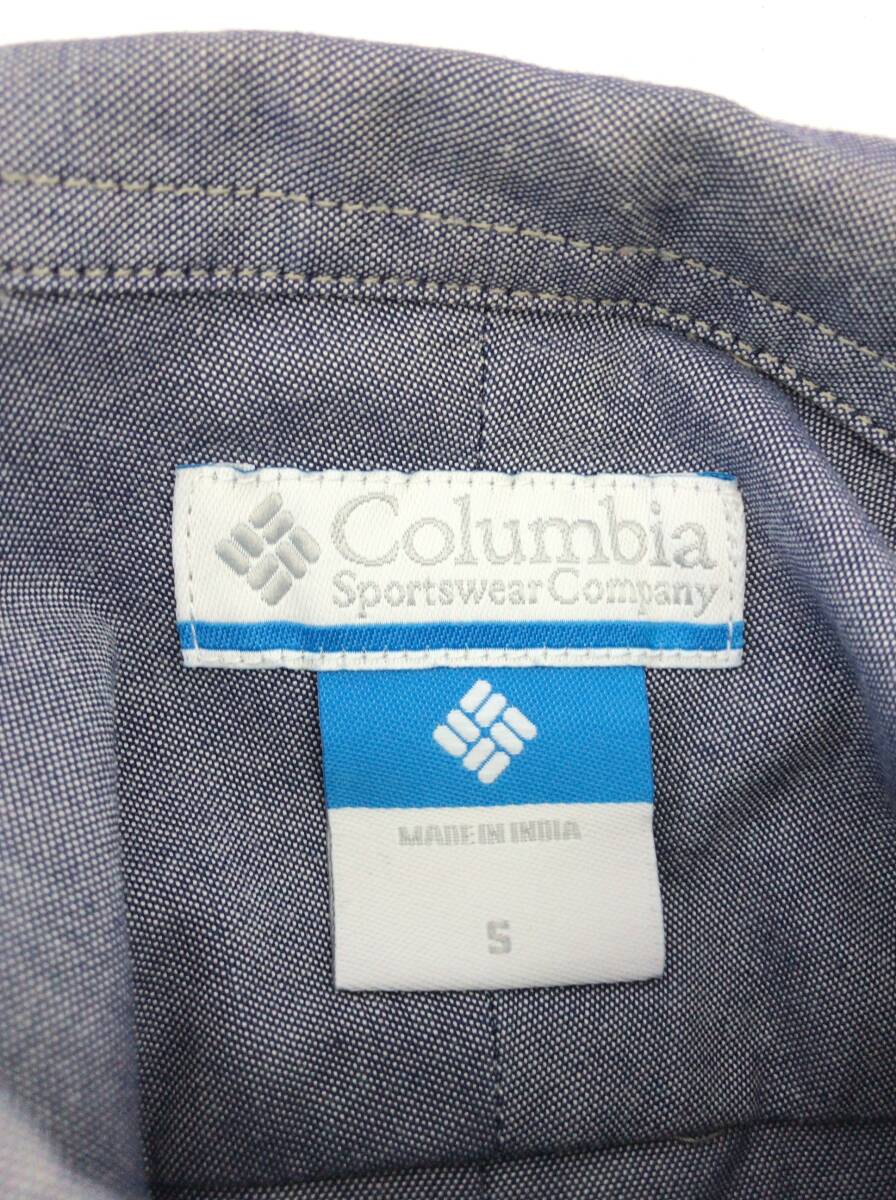 Columbia
Sportswear Company
MADE IN INDIA
S